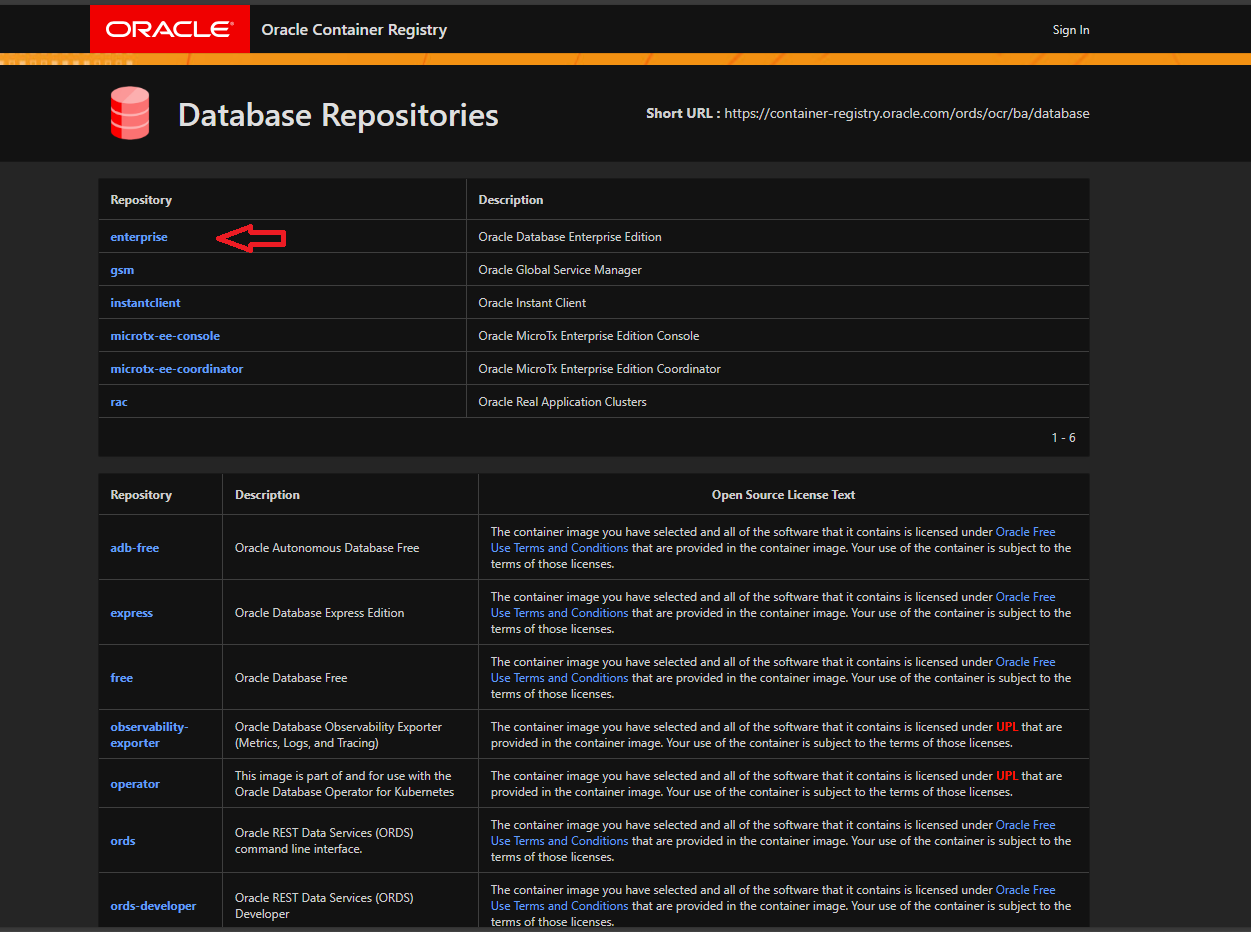 ORACLE Oracle Container Registry Sign In
Database Repositories Short URL : https://container-registry.oracle.com/ords/ocr/ba/database
Repository Description
enterprise Oracle Database Enterprise Edition
gsm Oracle Global Service Manager
instantclient Oracle Instant Client
microtx-ee-console Oracle MicroTx Enterprise Edition Console
microtx-ee-coordinator Oracle MicroTx Enterprise Edition Coordinator
rac Oracle Real Application Clusters
1 - 6
Repository Description Open Source License Text
adb-free Oracle Autonomous Database Free
The container image you have selected and all of the software that it contains is licensed under Oracle Free
Use Terms and Conditions that are provided in the container image. Your use of the container is subject to the
terms of those licenses.
express Oracle Database Express Edition
The container image you have selected and all of the software that it contains is licensed under Oracle Free
Use Terms and Conditions that are provided in the container image. Your use of the container is subject to the
terms of those licenses.
free Oracle Database Free
The container image you have selected and all of the software that it contains is licensed under Oracle Free
Use Terms and Conditions that are provided in the container image. Your use of the container is subject to the
terms of those licenses.
observability-
exporter
Oracle Database Observability Exporter
(Metrics, Logs, and Tracing)
The container image you have selected and all of the software that it contains is licensed under UPL that are
provided in the container image. Your use of the container is subject to the terms of those licenses.
operator
This image is part of and for use with the
Oracle Database Operator for Kubernetes
The container image you have selected and all of the software that it contains is licensed under UPL that are
provided in the container image. Your use of the container is subject to the terms of those licenses.
ords
Oracle REST Data Services (ORDS)
command line interface.
The container image you have selected and all of the software that it contains is licensed under Oracle Free
Use Terms and Conditions that are provided in the container image. Your use of the container is subject to the
terms of those licenses.
ords-developer
Oracle REST Data Services (ORDS)
Developer
The container image you have selected and all of the software that it contains is licensed under Oracle Free
Use Terms and Conditions that are provided in the container image. Your use of the container is subject to the
terms of those licenses.